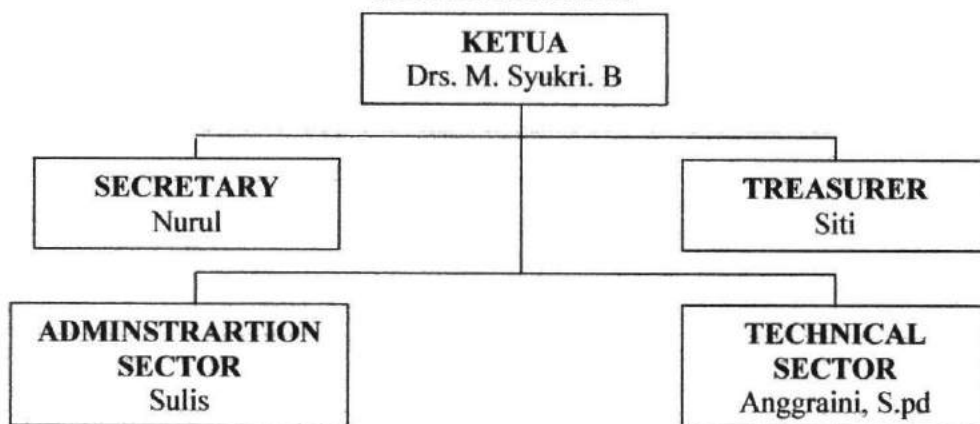 KETUA
Drs. M. Syukri. B
SECRETARY
Nurul
TREASURER
Siti
ADMINSTRARTION
SECTOR
Sulis
TECHNICAL
SECTOR
Anggraini, S.pd